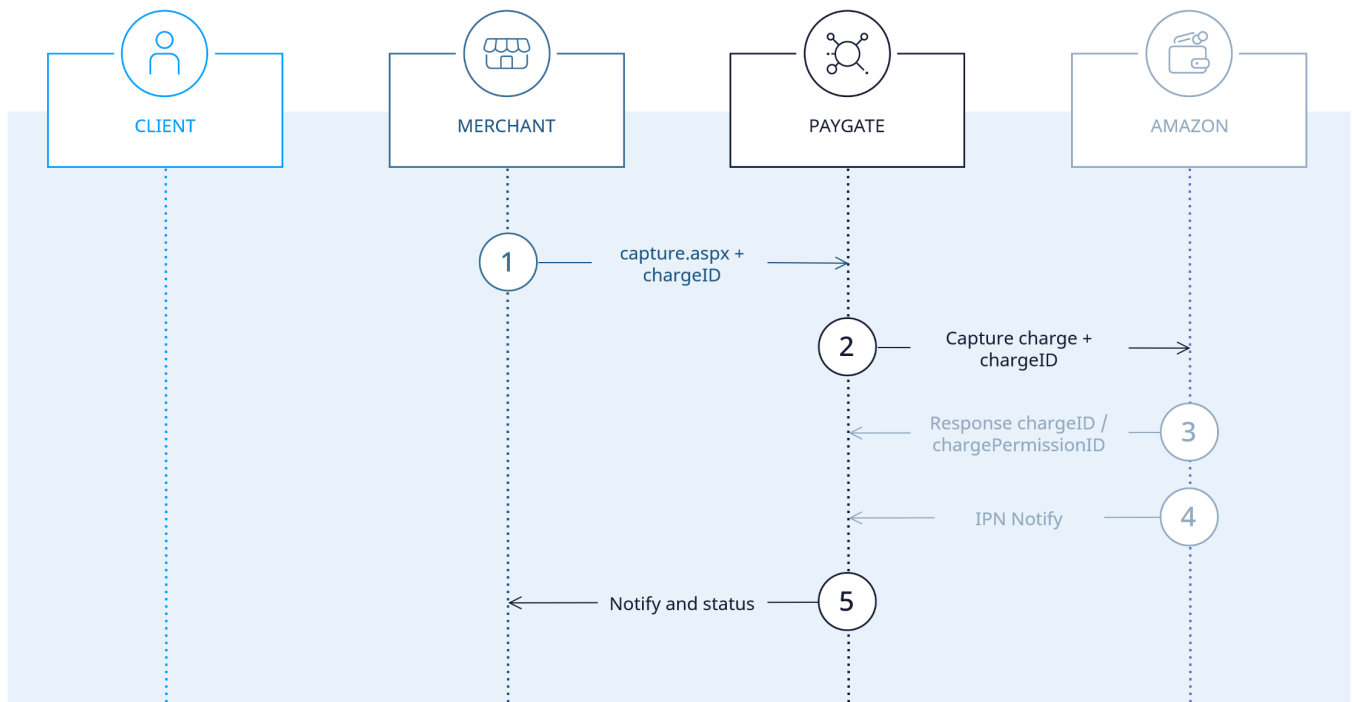 CLIENT
MERCHANT
PAYGATE
AMAZON
1
capture.aspx +
chargeID
2
Capture charge +
chargeID
Response chargeID /
chargePermissionID
3
IPN Notify
4
Notify and status
5